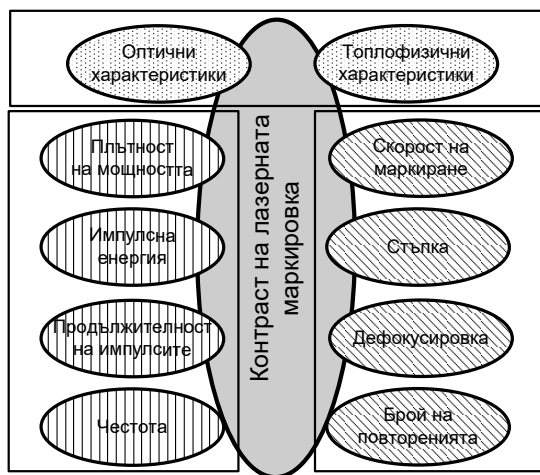 Оптични
характеристики
Топлофизични
характеристики
Плътност
на мощността
Скорост на
маркиране
Импулсна
енергия
Стъпка
Продължителност
на импулсите
Дефокусировка
Честота
Брой на
повторенията
Контраст на лазерната
маркировка